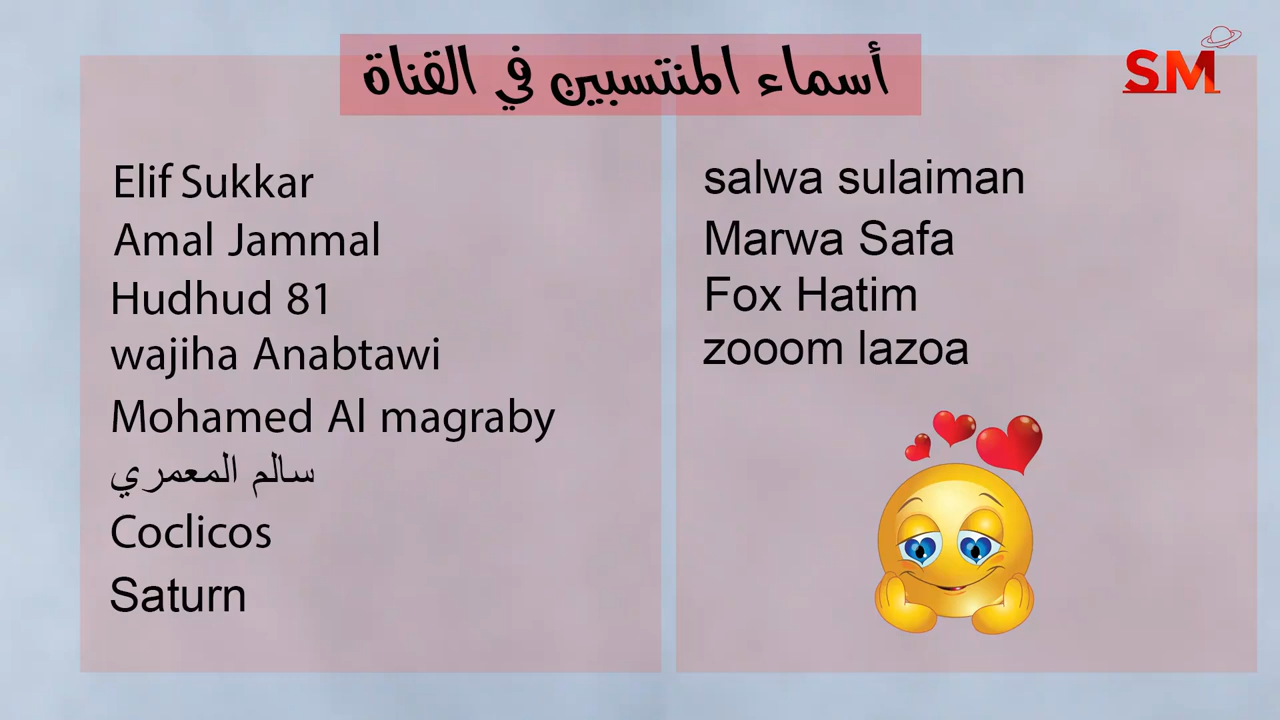 أسماء المنتسبين في القناة
SM
Elif Sukkar
Amal Jammal
Hudhud 81
wajiha Anabtawi
Mohamed Al magraby
سالم المعمري
Coclicos
Saturn
salwa sulaiman
Marwa Safa
Fox Hatim
zooom lazoa